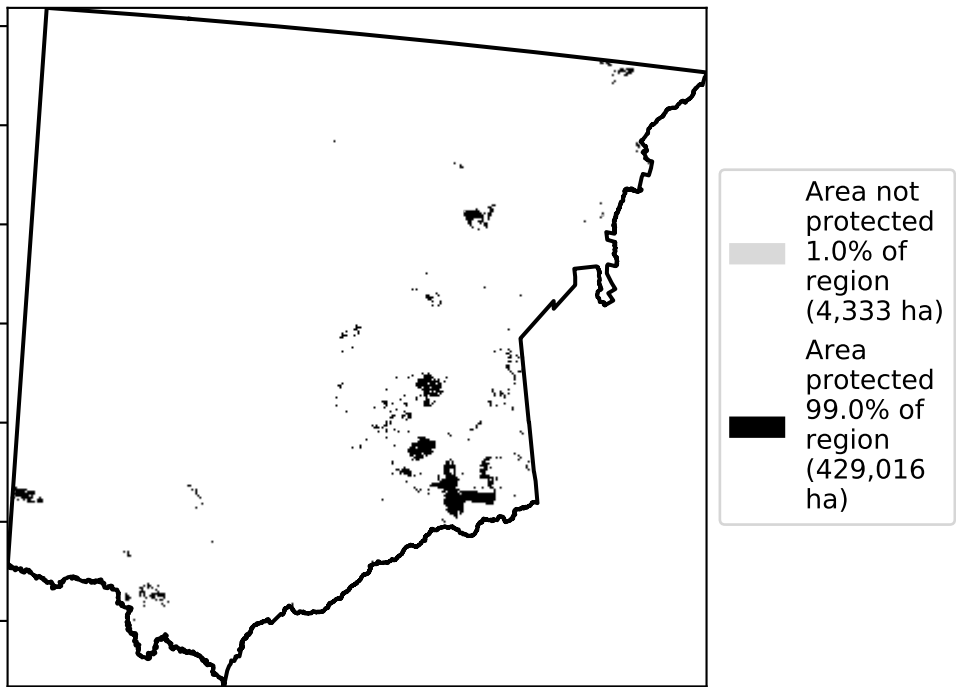 Area not
protected
1.0% of
region
(4,333 ha)
Area
protected
99.0% of
region
(429,016
ha)